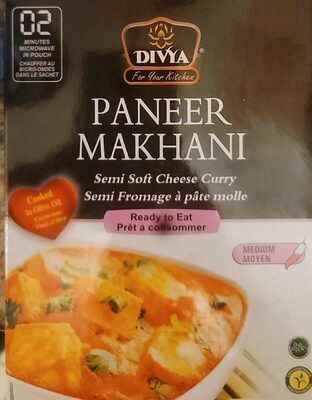 02
MINUTES
MICROWAVE
IN POUCH
CHAUFFER AU
MICRO-ONDES
DANS LE SACHET
DIVYA ®
For Your Kitchen
PANEER
MAKHANI
Semi Soft Cheese Curry
Semi Fromage à pâte molle
Cooked
In Olive Oil
Ready to Eat
Prêt à consommer
MEDIUM
MOYEN